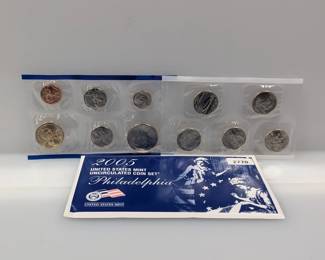 2005
UNITED STATES MINT
UNCIRCULATED COIN SET®
Philadelphia
UNITED STATES MINT